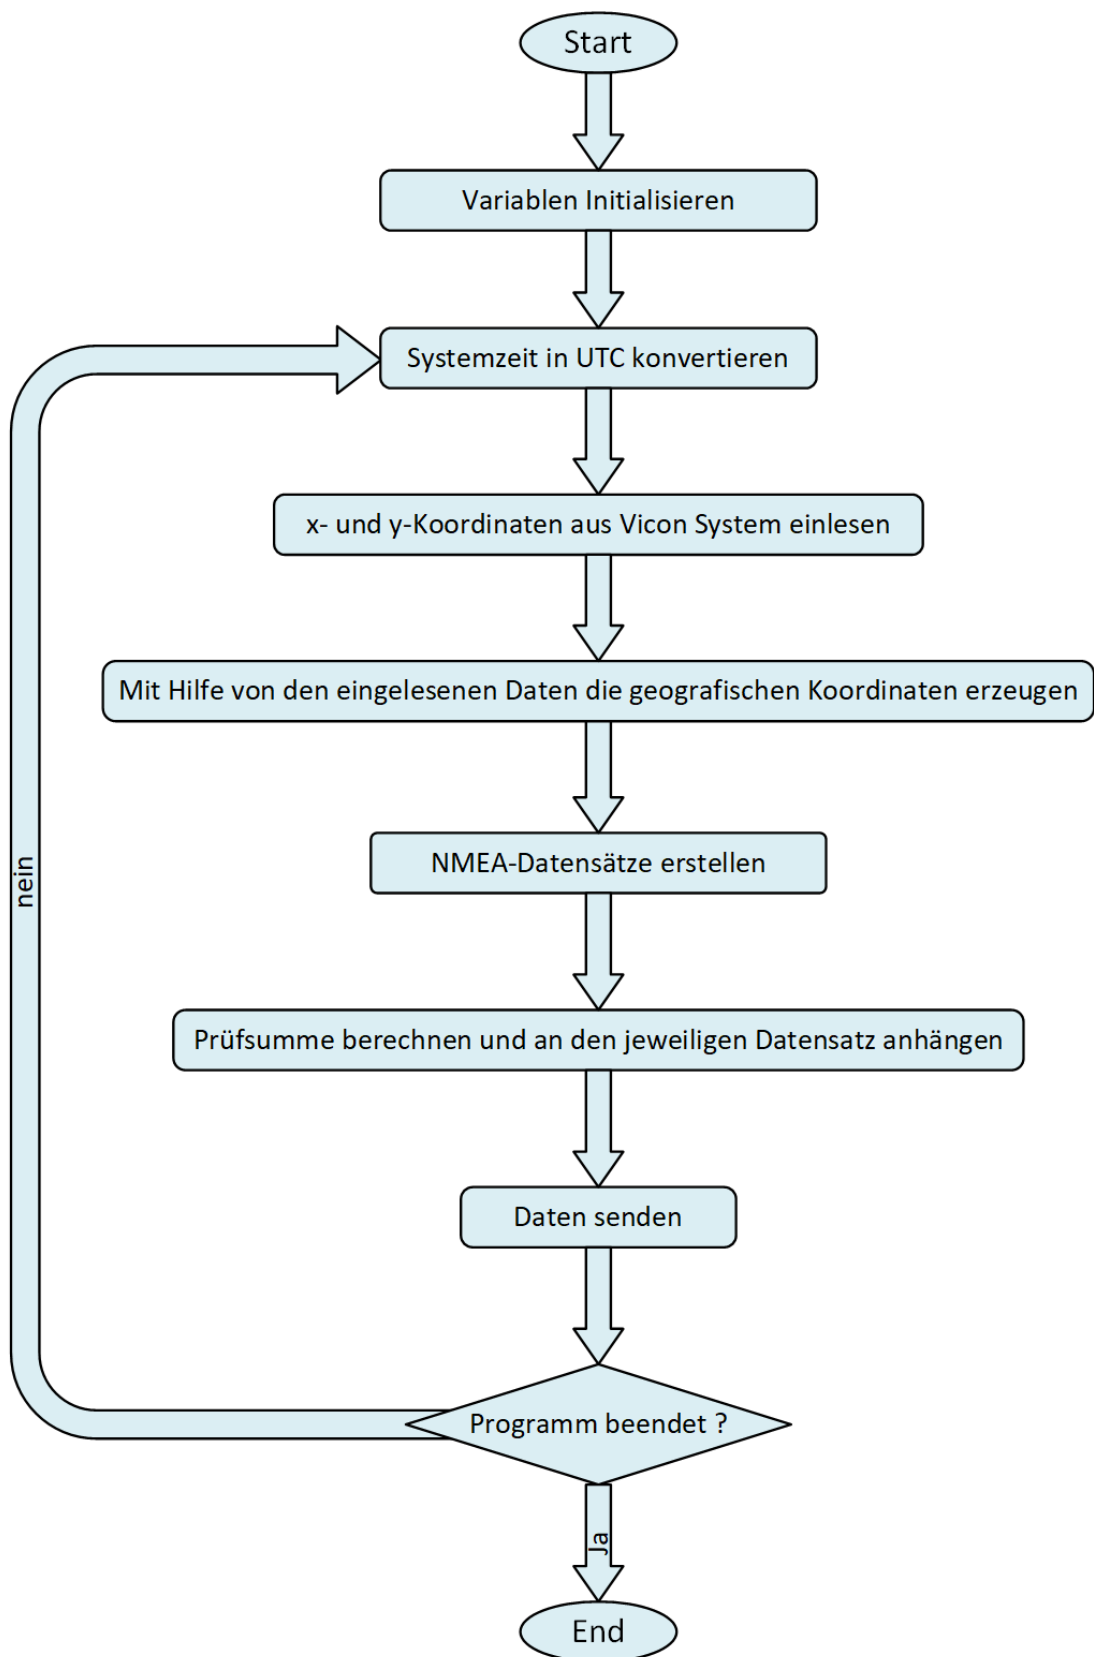 Start
Variablen Initialisieren
Systemzeit in UTC konvertieren
x- und y-Koordinaten aus Vicon System einlesen
Mit Hilfe von den eingelesenen Daten die geografischen Koordinaten erzeugen
NMEA-Datensätze erstellen
nein
Prüfsumme berechnen und an den jeweiligen Datensatz anhängen
Daten senden
Programm beendet ?
Ja
End